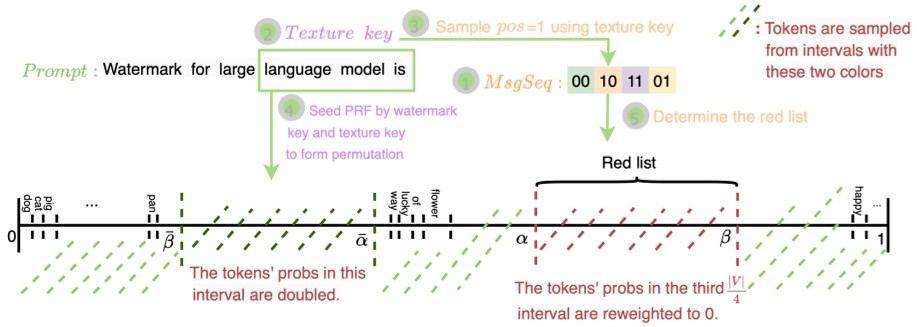 ② Texture key
③ Sample pos=1 using texture key
: Tokens are sampled
from intervals with
these two colors
Prompt: Watermark for large language model is
① MsgSeq: 00 10 11 01
④ Seed PRF by watermark
key and texture key
to form permutation
⑤ Determine the red list
Red list
dog
cat
pig
...
pan
way
lucky
of
flower
happy
...
0
β̄
ᾱ
α
β
1
The tokens' probs in this
interval are doubled.
The tokens' probs in the third |V|/4
interval are reweighted to 0.